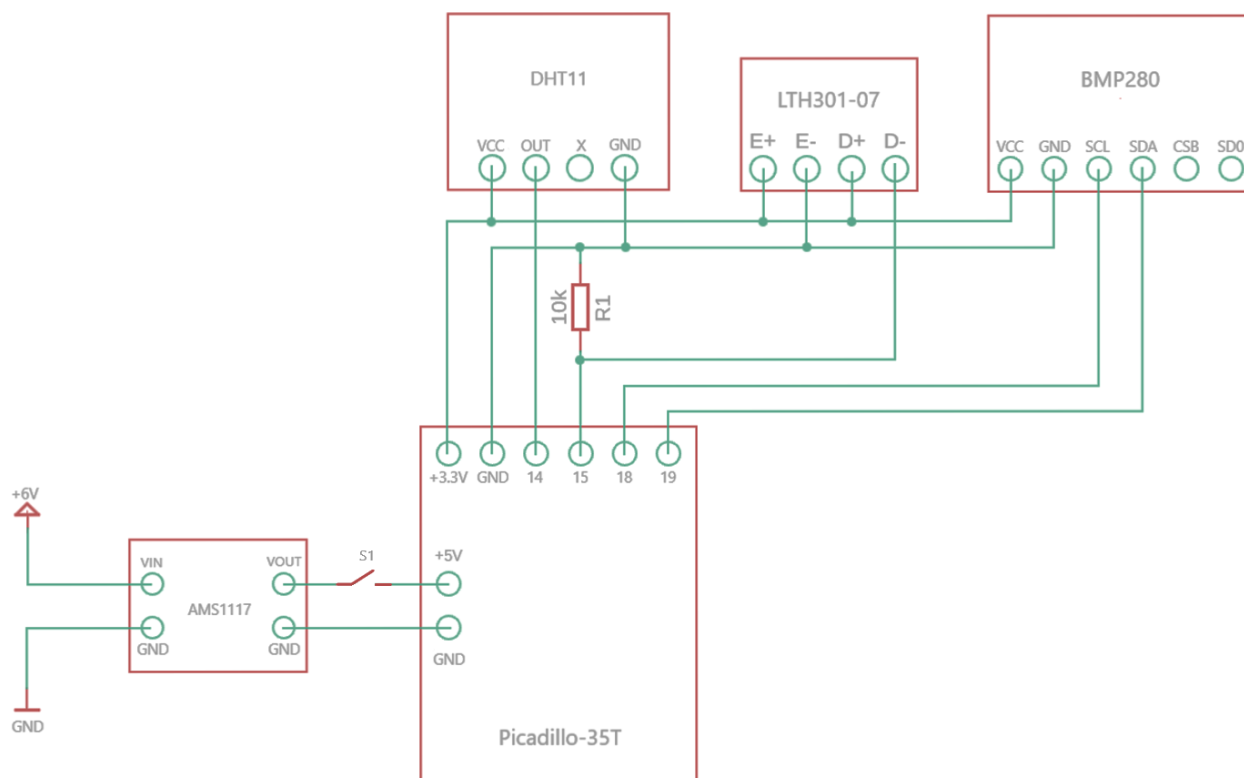 DHT11
VCC OUT X GND
LTH301-07
E+ E- D+ D-
BMP280
VCC GND SCL SDA CSB SD0
10k
R1
+3.3V GND 14 15 18 19
+6V
VIN
VOUT
AMS1117
GND
GND
S1
+5V
GND
GND
Picadillo-35T